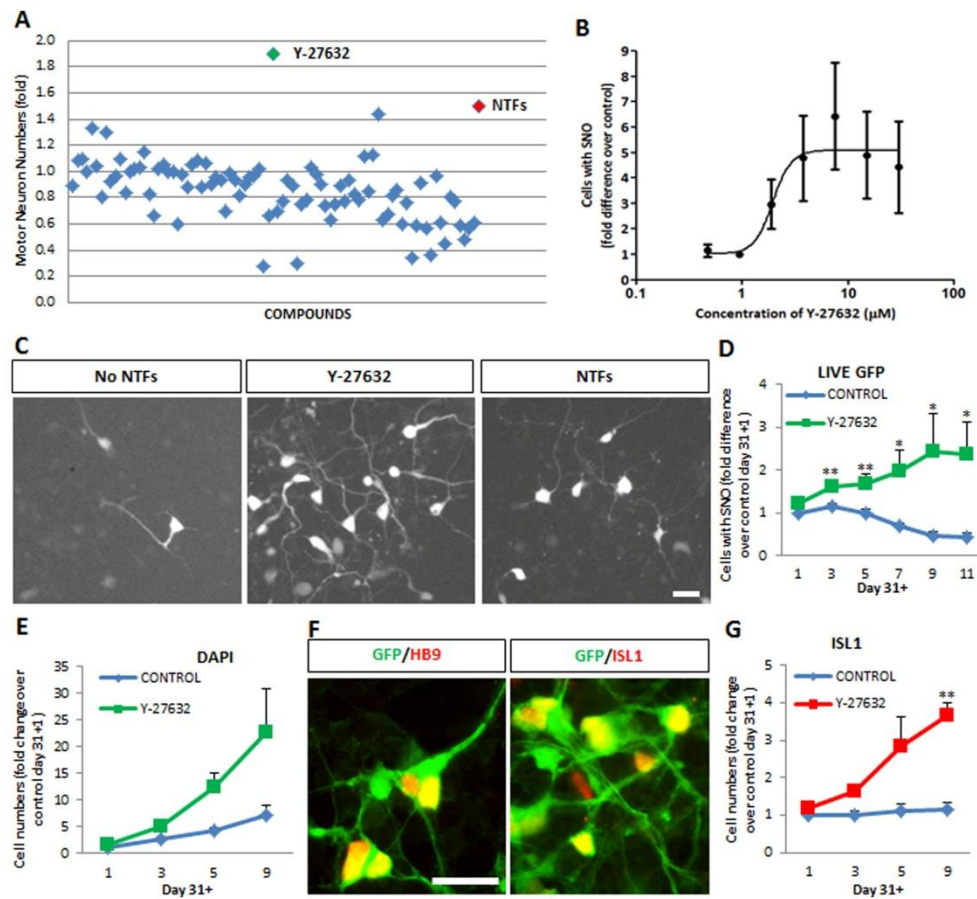 A
Motor Neuron Numbers (fold)
2.0
1.8
1.6
1.4
1.2
1.0
0.8
0.6
0.4
0.2
0.0
Y-27632
NTFs
COMPOUNDS
B
Cells with SNO
(fold difference over control)
9
8
7
6
5
4
3
2
1
0
0.1
1
10
100
Concentration of Y-27632 (µM)
C
No NTFs
Y-27632
NTFs
D
LIVE GFP
CONTROL
Y-27632
Cells with SNO (fold difference
over control day 31+1)
4
3
2
1
0
** ** * * *
1 3 5 7 9 11
Day 31+
E
DAPI
CONTROL
Y-27632
Cell numbers (fold change over
control day 31+1)
35
30
25
20
15
10
5
0
1 3 5 9
Day 31+
F
GFP/HB9
GFP/ISL1
G
ISL1
CONTROL
Y-27632
Cell numbers (fold change
over control day 31+1)
5
4
3
2
1
0
**
1 3 5 9
Day 31+